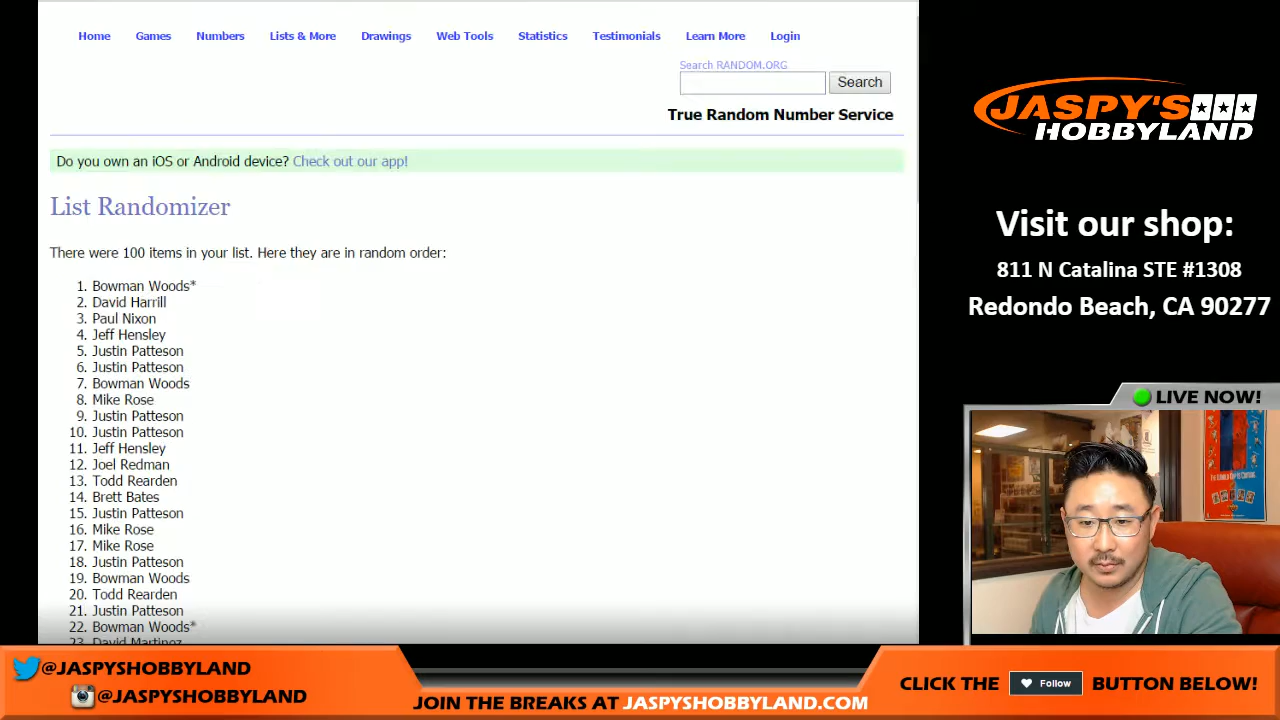 Home Games Numbers Lists & More Drawings Web Tools Statistics Testimonials Learn More Login
Search RANDOM.ORG
Search
True Random Number Service
Do you own an iOS or Android device? Check out our app!
List Randomizer
There were 100 items in your list. Here they are in random order:
1. Bowman Woods*
2. David Harrill
3. Paul Nixon
4. Jeff Hensley
5. Justin Patteson
6. Justin Patteson
7. Bowman Woods
8. Mike Rose
9. Justin Patteson
10. Justin Patteson
11. Jeff Hensley
12. Joel Redman
13. Todd Rearden
14. Brett Bates
15. Justin Patteson
16. Mike Rose
17. Mike Rose
18. Justin Patteson
19. Bowman Woods
20. Todd Rearden
21. Justin Patteson
22. Bowman Woods*
23. David Martinez
JASPY'S
HOBBYLAND
Visit our shop:
811 N Catalina STE #1308
Redondo Beach, CA 90277
LIVE NOW!
@JASPYSHOBBYLAND
@JASPYSHOBBYLAND
JOIN THE BREAKS AT JASPYSHOBBYLAND.COM
CLICK THE Follow BUTTON BELOW!